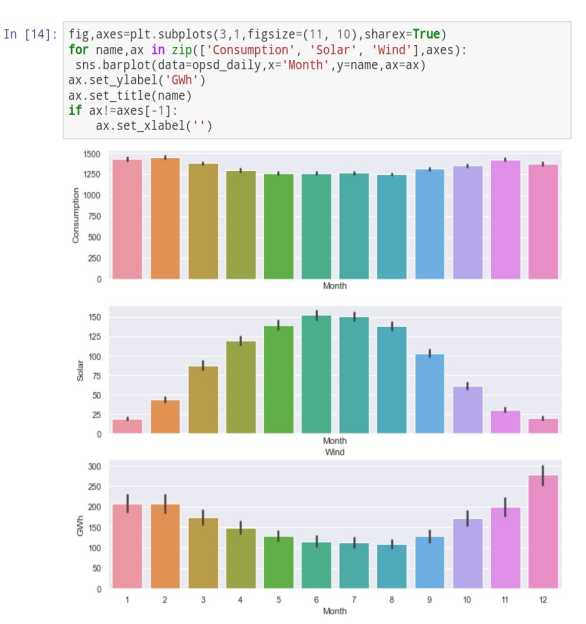 In [14]: fig,axes=plt.subplots(3,1,figsize=(11, 10),sharex=True)
for name,ax in zip(['Consumption', 'Solar', 'Wind'],axes):
 sns.barplot(data=opsd_daily,x='Month',y=name,ax=ax)
ax.set_ylabel('GWh')
ax.set_title(name)
if ax!=axes[-1]:
    ax.set_xlabel('')
1500
1250
1000
750
500
250
0
Consumption
Month
150
125
100
75
50
25
0
Solar
Month
Wind
300
250
200
150
100
50
0
GWh
1 2 3 4 5 6 7 8 9 10 11 12
Month